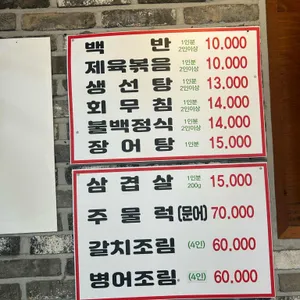 백 반 1인분 2인이상 10,000
제육볶음 1인분 2인이상 10,000
생 선 탕 1인분 2인이상 13,000
회 무 침 1인분 2인이상 14,000
불백정식 1인분 2인이상 14,000
장 어 탕 1인분 15,000
삼 겹 살 1인분 200g 15,000
주 물 럭 (문어) 70,000
갈치조림 (4인) 60,000
병어조림 (4인) 60,000